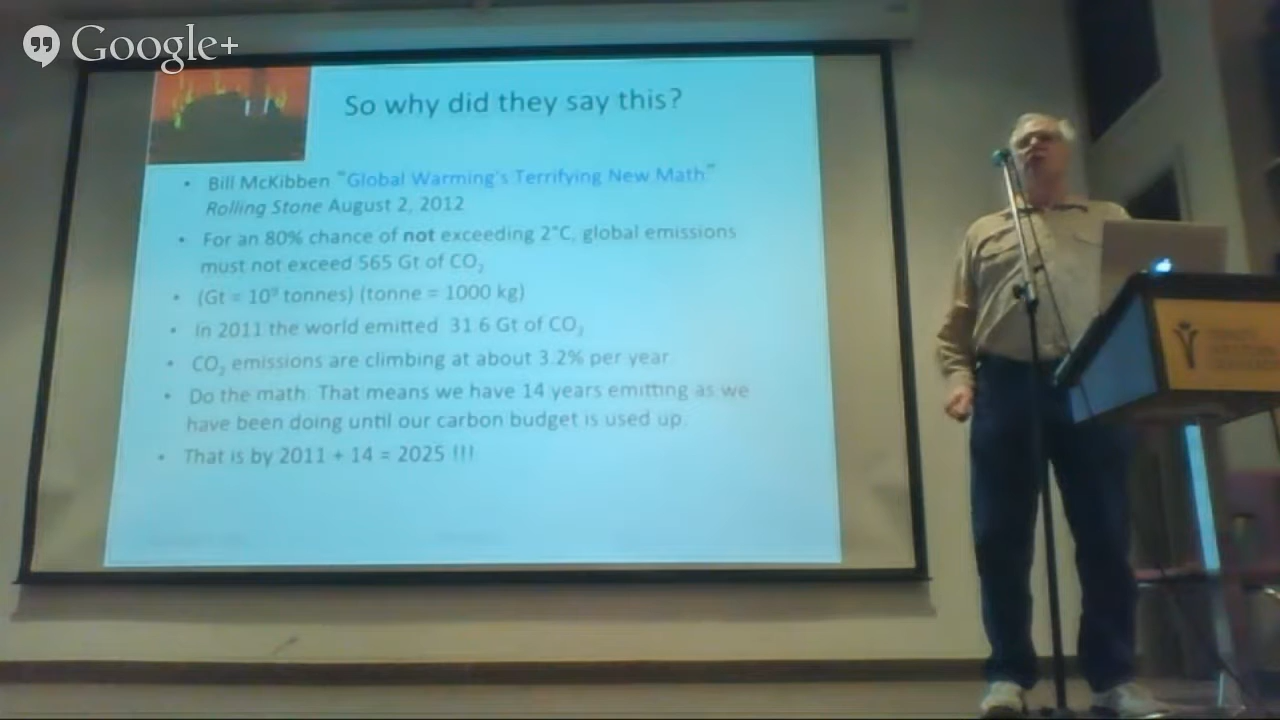 Google+
So why did they say this?
• Bill McKibben "Global Warming's Terrifying New Math"
Rolling Stone August 2, 2012
• For an 80% chance of not exceeding 2°C, global emissions
must not exceed 565 Gt of CO₂
• (Gt = 10⁹ tonnes) (tonne = 1000 kg)
• In 2011 the world emitted 31.6 Gt of CO₂
• CO₂ emissions are climbing at about 3.2% per year
• Do the math. That means we have 14 years emitting as we
have been doing until our carbon budget is used up.
• That is by 2011 + 14 = 2025 !!!